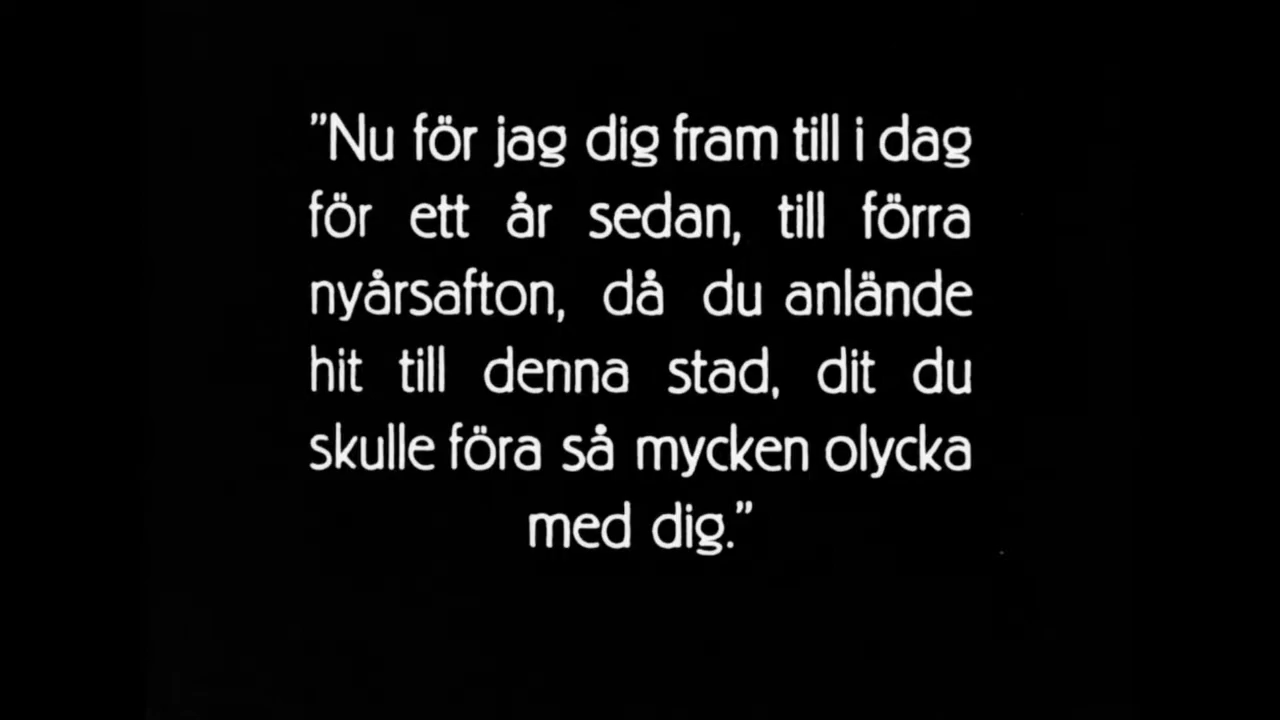 ”Nu för jag dig fram till i dag
för ett år sedan, till förra
nyårsafton, då du anlände
hit till denna stad, dit du
skulle föra så mycken olycka
med dig.”